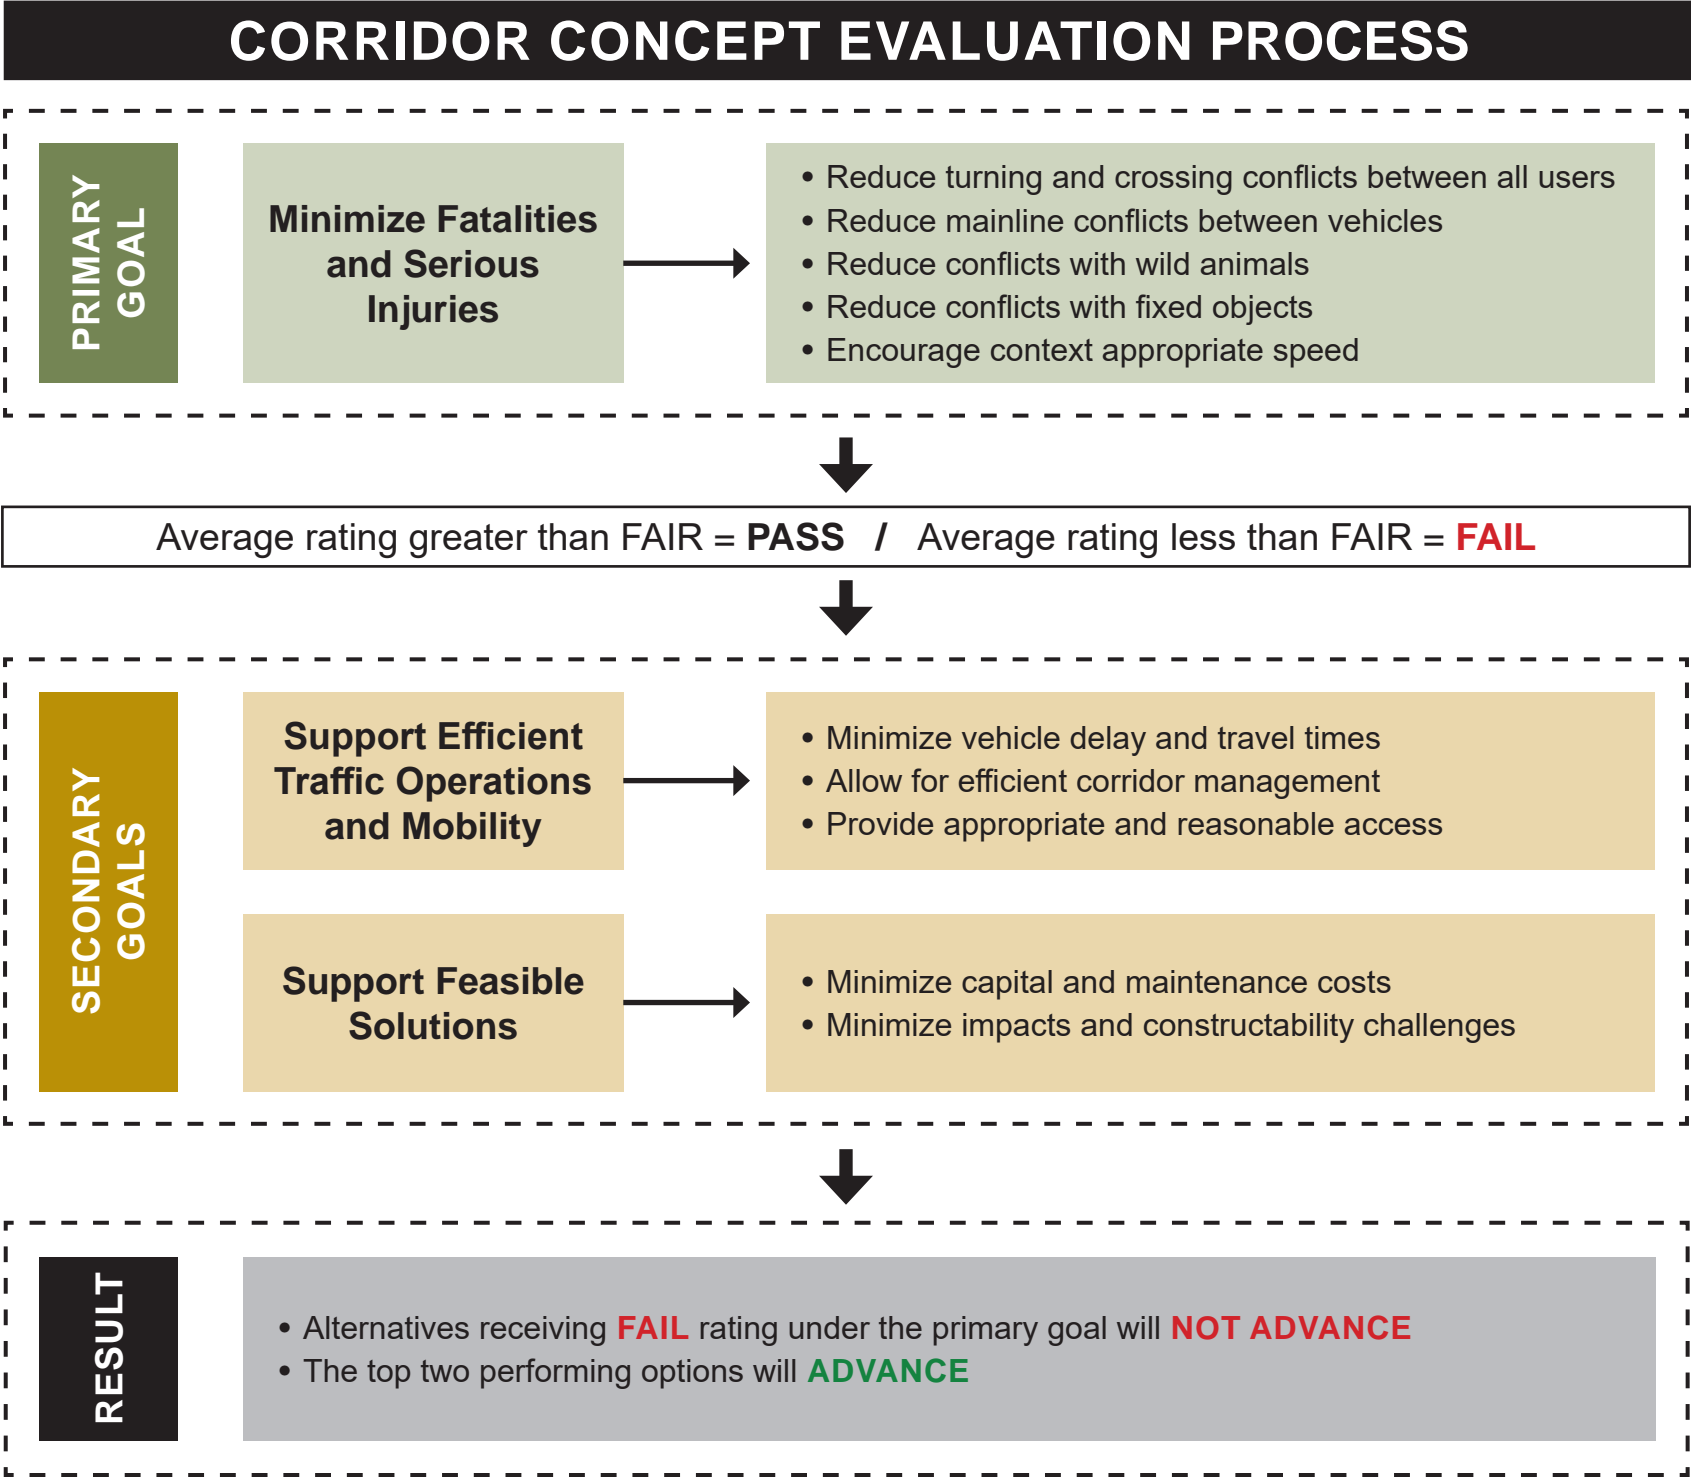 CORRIDOR CONCEPT EVALUATION PROCESS
PRIMARY
GOAL
Minimize Fatalities
and Serious
Injuries
• Reduce turning and crossing conflicts between all users
• Reduce mainline conflicts between vehicles
• Reduce conflicts with wild animals
• Reduce conflicts with fixed objects
• Encourage context appropriate speed
Average rating greater than FAIR = PASS / Average rating less than FAIR = FAIL
SECONDARY
GOALS
Support Efficient
Traffic Operations
and Mobility
• Minimize vehicle delay and travel times
• Allow for efficient corridor management
• Provide appropriate and reasonable access
Support Feasible
Solutions
• Minimize capital and maintenance costs
• Minimize impacts and constructability challenges
RESULT
• Alternatives receiving FAIL rating under the primary goal will NOT ADVANCE
• The top two performing options will ADVANCE